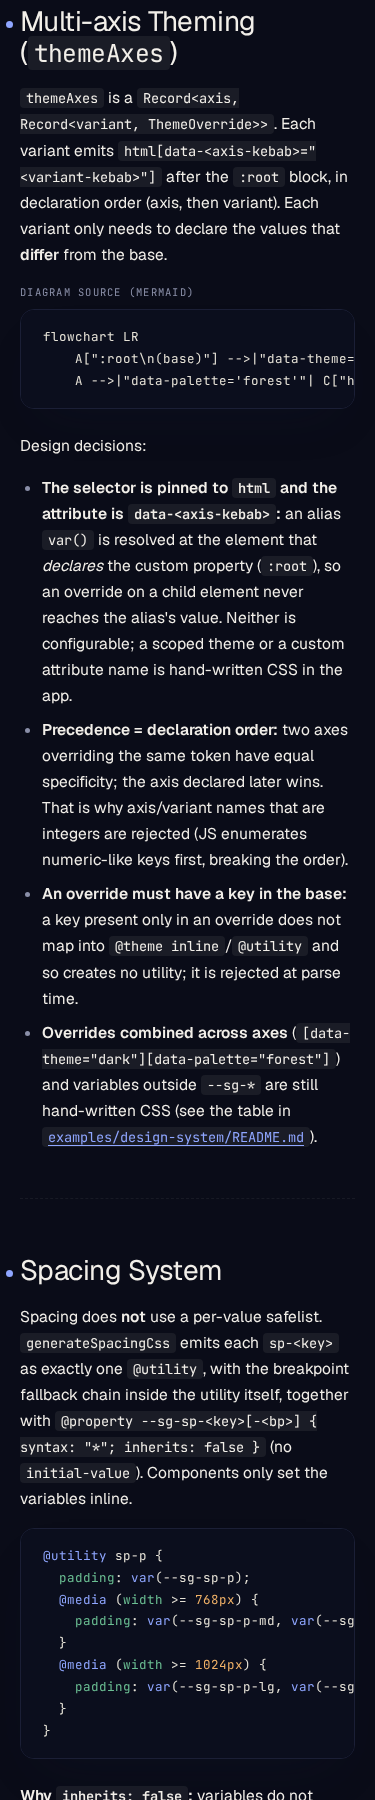 Multi-axis Theming
(themeAxes)
themeAxes is a Record<axis,
Record<variant, ThemeOverride>>. Each
variant emits html[data-<axis-kebab>="
<variant-kebab>"] after the :root block, in
declaration order (axis, then variant). Each
variant only needs to declare the values that
differ from the base.
DIAGRAM SOURCE (MERMAID)
flowchart LR
    A[":root\n(base)"] -->|"data-theme=
    A -->|"data-palette='forest'"| C["h
Design decisions:
The selector is pinned to html and the
attribute is data-<axis-kebab>: an alias
var() is resolved at the element that
declares the custom property (:root), so
an override on a child element never
reaches the alias's value. Neither is
configurable; a scoped theme or a custom
attribute name is hand-written CSS in the
app.
Precedence = declaration order: two axes
overriding the same token have equal
specificity; the axis declared later wins.
That is why axis/variant names that are
integers are rejected (JS enumerates
numeric-like keys first, breaking the order).
An override must have a key in the base:
a key present only in an override does not
map into @theme inline/@utility and
so creates no utility; it is rejected at parse
time.
Overrides combined across axes ([data-
theme="dark"][data-palette="forest"])
and variables outside --sg-* are still
hand-written CSS (see the table in
examples/design-system/README.md).
Spacing System
Spacing does not use a per-value safelist.
generateSpacingCss emits each sp-<key>
as exactly one @utility, with the breakpoint
fallback chain inside the utility itself, together
with @property --sg-sp-<key>[-<bp>] {
syntax: "*"; inherits: false } (no
initial-value). Components only set the
variables inline.
@utility sp-p {
  padding: var(--sg-sp-p);
  @media (width >= 768px) {
    padding: var(--sg-sp-p-md, var(--sg
  }
  @media (width >= 1024px) {
    padding: var(--sg-sp-p-lg, var(--sg
  }
}
Why inherits: false: variables do not